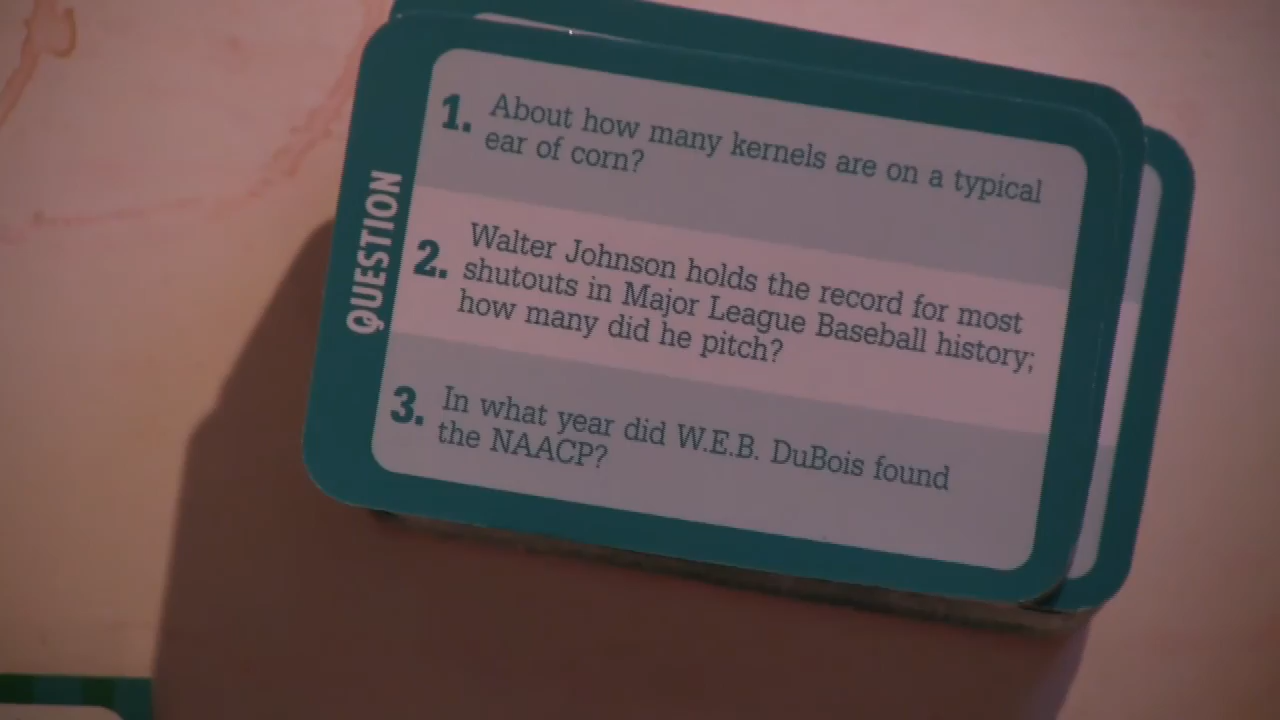 QUESTION
1. About how many kernels are on a typical
ear of corn?
2. Walter Johnson holds the record for most
shutouts in Major League Baseball history;
how many did he pitch?
3. In what year did W.E.B. DuBois found
the NAACP?